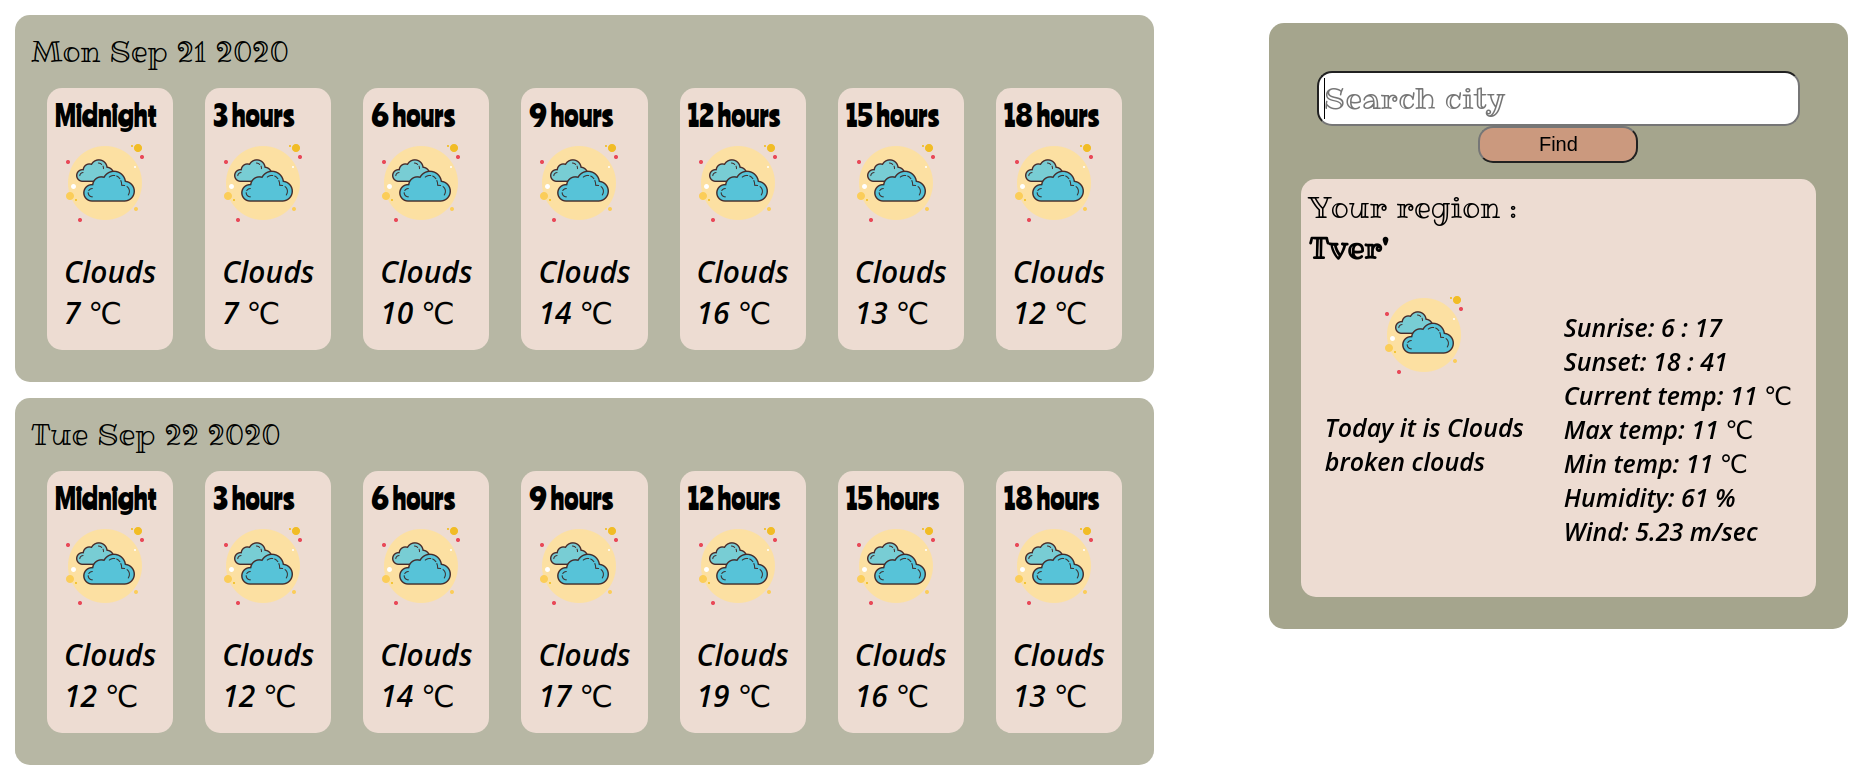 Mon Sep 21 2020
Midnight
Clouds
7 °C
3 hours
Clouds
7 °C
6 hours
Clouds
10 °C
9 hours
Clouds
14 °C
12 hours
Clouds
16 °C
15 hours
Clouds
13 °C
18 hours
Clouds
12 °C
Tue Sep 22 2020
Midnight
Clouds
12 °C
3 hours
Clouds
12 °C
6 hours
Clouds
14 °C
9 hours
Clouds
17 °C
12 hours
Clouds
19 °C
15 hours
Clouds
16 °C
18 hours
Clouds
13 °C
Search city
Find
Your region :
Tver'
Today it is Clouds
broken clouds
Sunrise: 6 : 17
Sunset: 18 : 41
Current temp: 11 °C
Max temp: 11 °C
Min temp: 11 °C
Humidity: 61 %
Wind: 5.23 m/sec